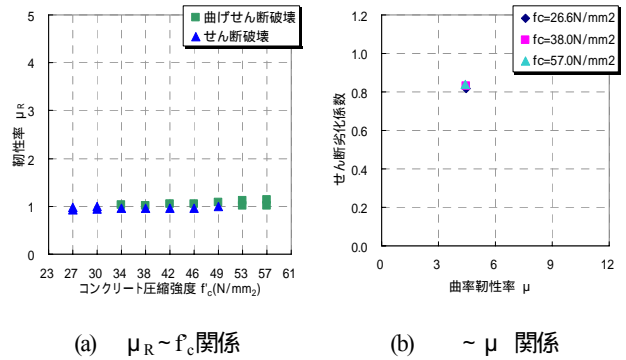 曲げせん断破壊
せん断破壊
靭性率 μR
5
4
3
2
1
0
23 27 30 34 38 42 46 49 53 57 61
コンクリート圧縮強度 f'c(N/mm2)
(a) μR ~ f'c関係
fc=26.6N/mm2
fc=38.0N/mm2
fc=57.0N/mm2
せん断劣化係数
1.2
1.0
0.8
0.6
0.4
0.2
0.0
0 3 6 9 12
曲率靭性率 μ
(b) ~ μ 関係